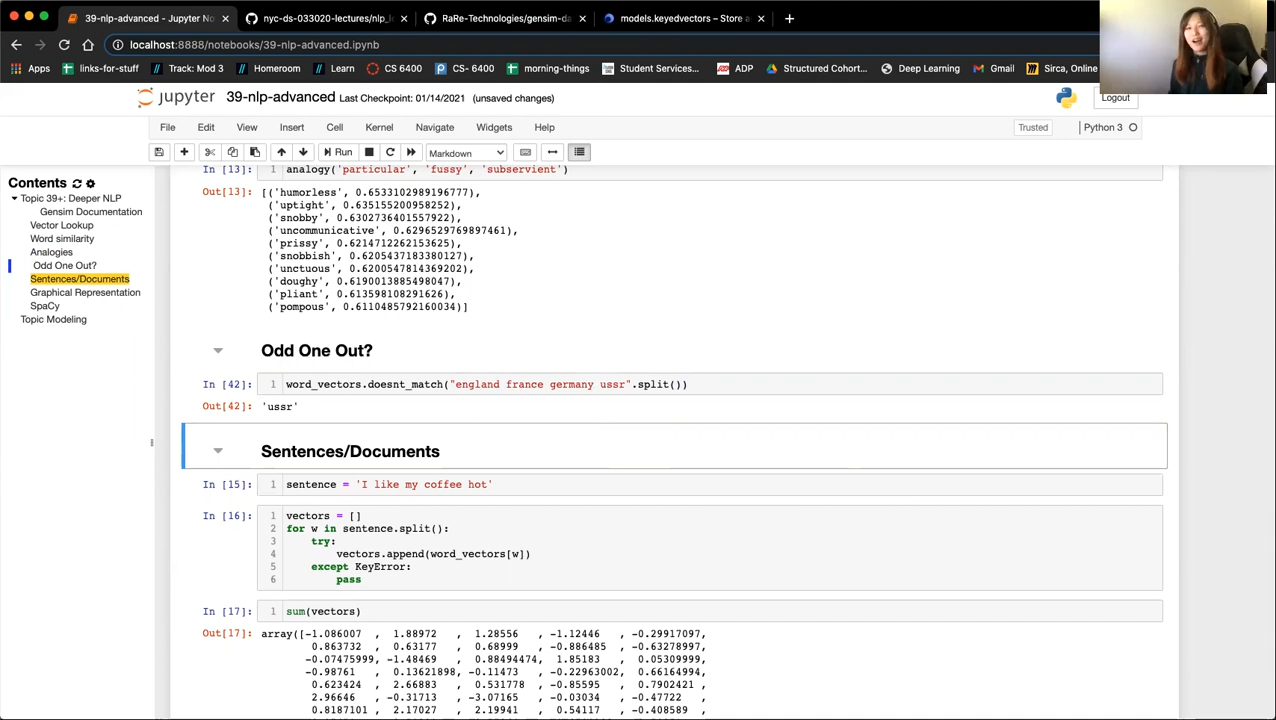 39-nlp-advanced - Jupyter No
nyc-ds-033020-lectures/nlp_l
RaRe-Technologies/gensim-da
models.keyedvectors – Store a
localhost:8888/notebooks/39-nlp-advanced.ipynb
Apps links-for-stuff Track: Mod 3 Homeroom Learn CS 6400 CS- 6400 morning-things Student Services... ADP Structured Cohort... Deep Learning Gmail Sirca, Online
jupyter 39-nlp-advanced Last Checkpoint: 01/14/2021 (unsaved changes) Logout
File Edit View Insert Cell Kernel Navigate Widgets Help Trusted Python 3
Run Markdown
Contents
Topic 39+: Deeper NLP
Gensim Documentation
Vector Lookup
Word similarity
Analogies
Odd One Out?
Sentences/Documents
Graphical Representation
SpaCy
Topic Modeling
In [13]: 1 analogy('particular', 'fussy', 'subservient')
Out[13]: [('humorless', 0.6533102989196777),
('uptight', 0.635155200958252),
('snobby', 0.6302736401557922),
('uncommunicative', 0.6296529769897461),
('prissy', 0.6214712262153625),
('snobbish', 0.6205437183380127),
('unctuous', 0.6200547814369202),
('doughy', 0.6190013885498047),
('pliant', 0.613598108291626),
('pompous', 0.6110485792160034)]
Odd One Out?
In [42]: 1 word_vectors.doesnt_match("england france germany ussr".split())
Out[42]: 'ussr'
Sentences/Documents
In [15]: 1 sentence = 'I like my coffee hot'
In [16]: 1 vectors = []
2 for w in sentence.split():
3 try:
4 vectors.append(word_vectors[w])
5 except KeyError:
6 pass
In [17]: 1 sum(vectors)
Out[17]: array([-1.086007 , 1.88972 , 1.28556 , -1.12446 , -0.29917097,
0.863732 , 0.63177 , 0.68999 , -0.886485 , -0.63278997,
-0.07475999, -1.48469 , 0.88494474, 1.85183 , 0.05309999,
-0.98761 , 0.13621898, -0.11473 , -0.22963002, 0.66164994,
0.623424 , 2.66883 , 0.531778 , -0.85595 , 0.7902421 ,
2.96646 , -0.31713 , -3.07165 , -0.03034 , -0.47722 ,
0.8187101 , 2.17027 , 2.19941 , 0.54117 , -0.408589 ,